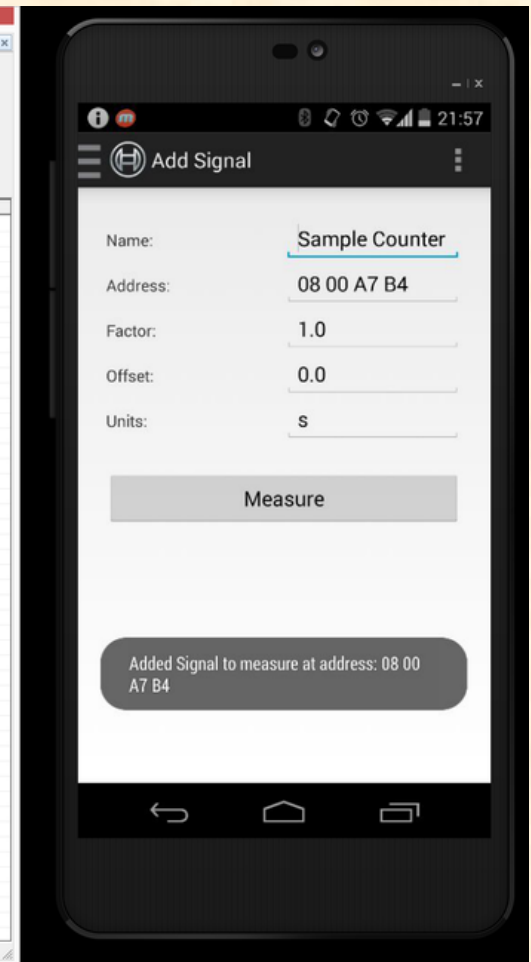 21:57
Add Signal
Name: Sample Counter
Address: 08 00 A7 B4
Factor: 1.0
Offset: 0.0
Units: s
Measure
Added Signal to measure at address: 08 00
A7 B4